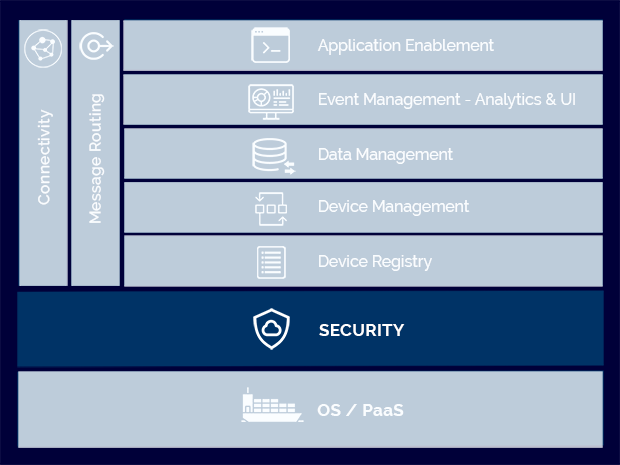 Connectivity
Message Routing
Application Enablement
Event Management - Analytics & UI
Data Management
Device Management
Device Registry
SECURITY
OS / PaaS